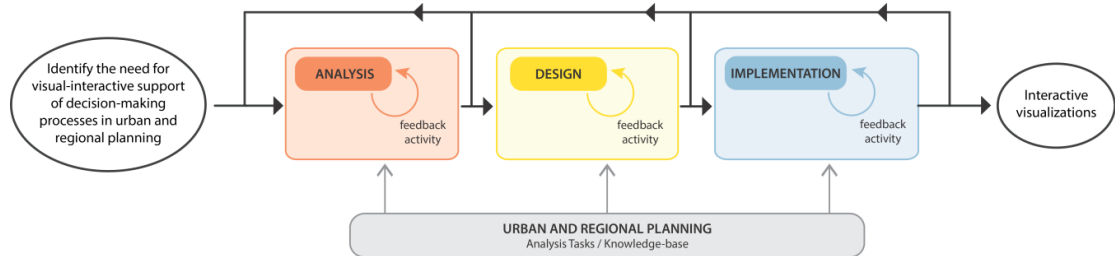 Identify the need for
visual-interactive support
of decision-making
processes in urban and
regional planning
ANALYSIS
feedback
activity
DESIGN
feedback
activity
IMPLEMENTATION
feedback
activity
Interactive
visualizations
URBAN AND REGIONAL PLANNING
Analysis Tasks / Knowledge-base